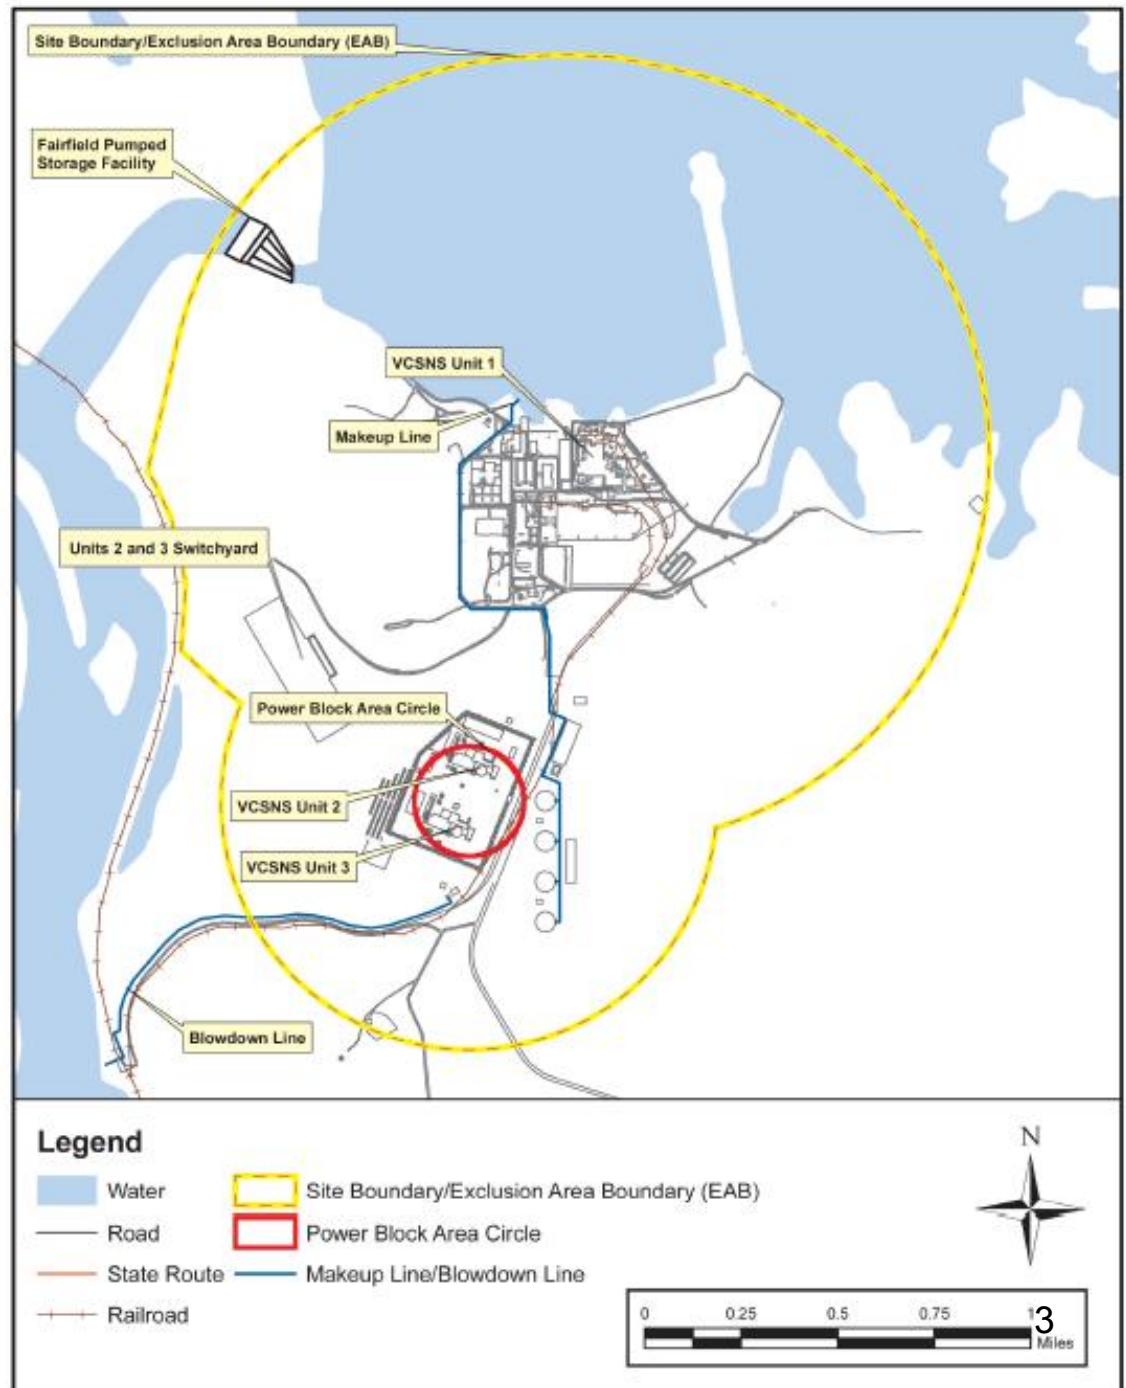 Site Boundary/Exclusion Area Boundary (EAB)
Fairfield Pumped
Storage Facility
VCSNS Unit 1
Makeup Line
Units 2 and 3 Switchyard
Power Block Area Circle
VCSNS Unit 2
VCSNS Unit 3
Blowdown Line
Legend
Water
Site Boundary/Exclusion Area Boundary (EAB)
Road
Power Block Area Circle
State Route
Makeup Line/Blowdown Line
Railroad
N
0 0.25 0.5 0.75 1
3
Miles